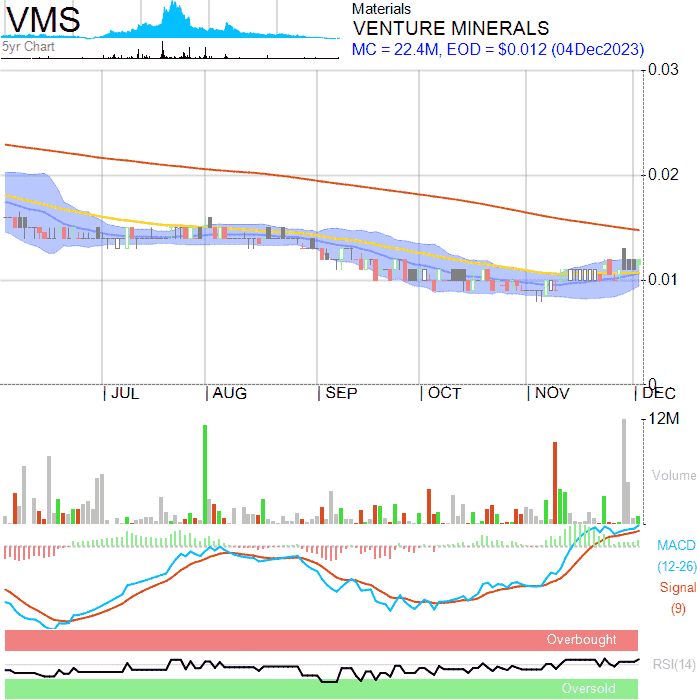 VMS
5yr Chart
Materials
VENTURE MINERALS
MC = 22.4M, EOD = $0.012 (04Dec2023)
0.03
0.02
0.01
0
JUL
AUG
SEP
OCT
NOV
DEC
12M
Volume
MACD
(12-26)
Signal
(9)
Overbought
RSI(14)
Oversold